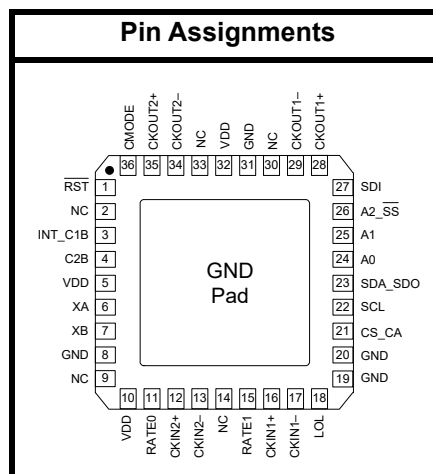 Pin Assignments
CMODE
CKOUT2+
CKOUT2–
NC
VDD
GND
NC
CKOUT1–
CKOUT1+
36 35 34 33 32 31 30 29 28
RST 1
NC 2
INT_C1B 3
C2B 4
VDD 5
XA 6
XB 7
GND 8
NC 9
GND
Pad
27 SDI
26 A2_SS
25 A1
24 A0
23 SDA_SDO
22 SCL
21 CS_CA
20 GND
19 GND
10 11 12 13 14 15 16 17 18
VDD
RATE0
CKIN2+
CKIN2–
NC
RATE1
CKIN1+
CKIN1–
LOL